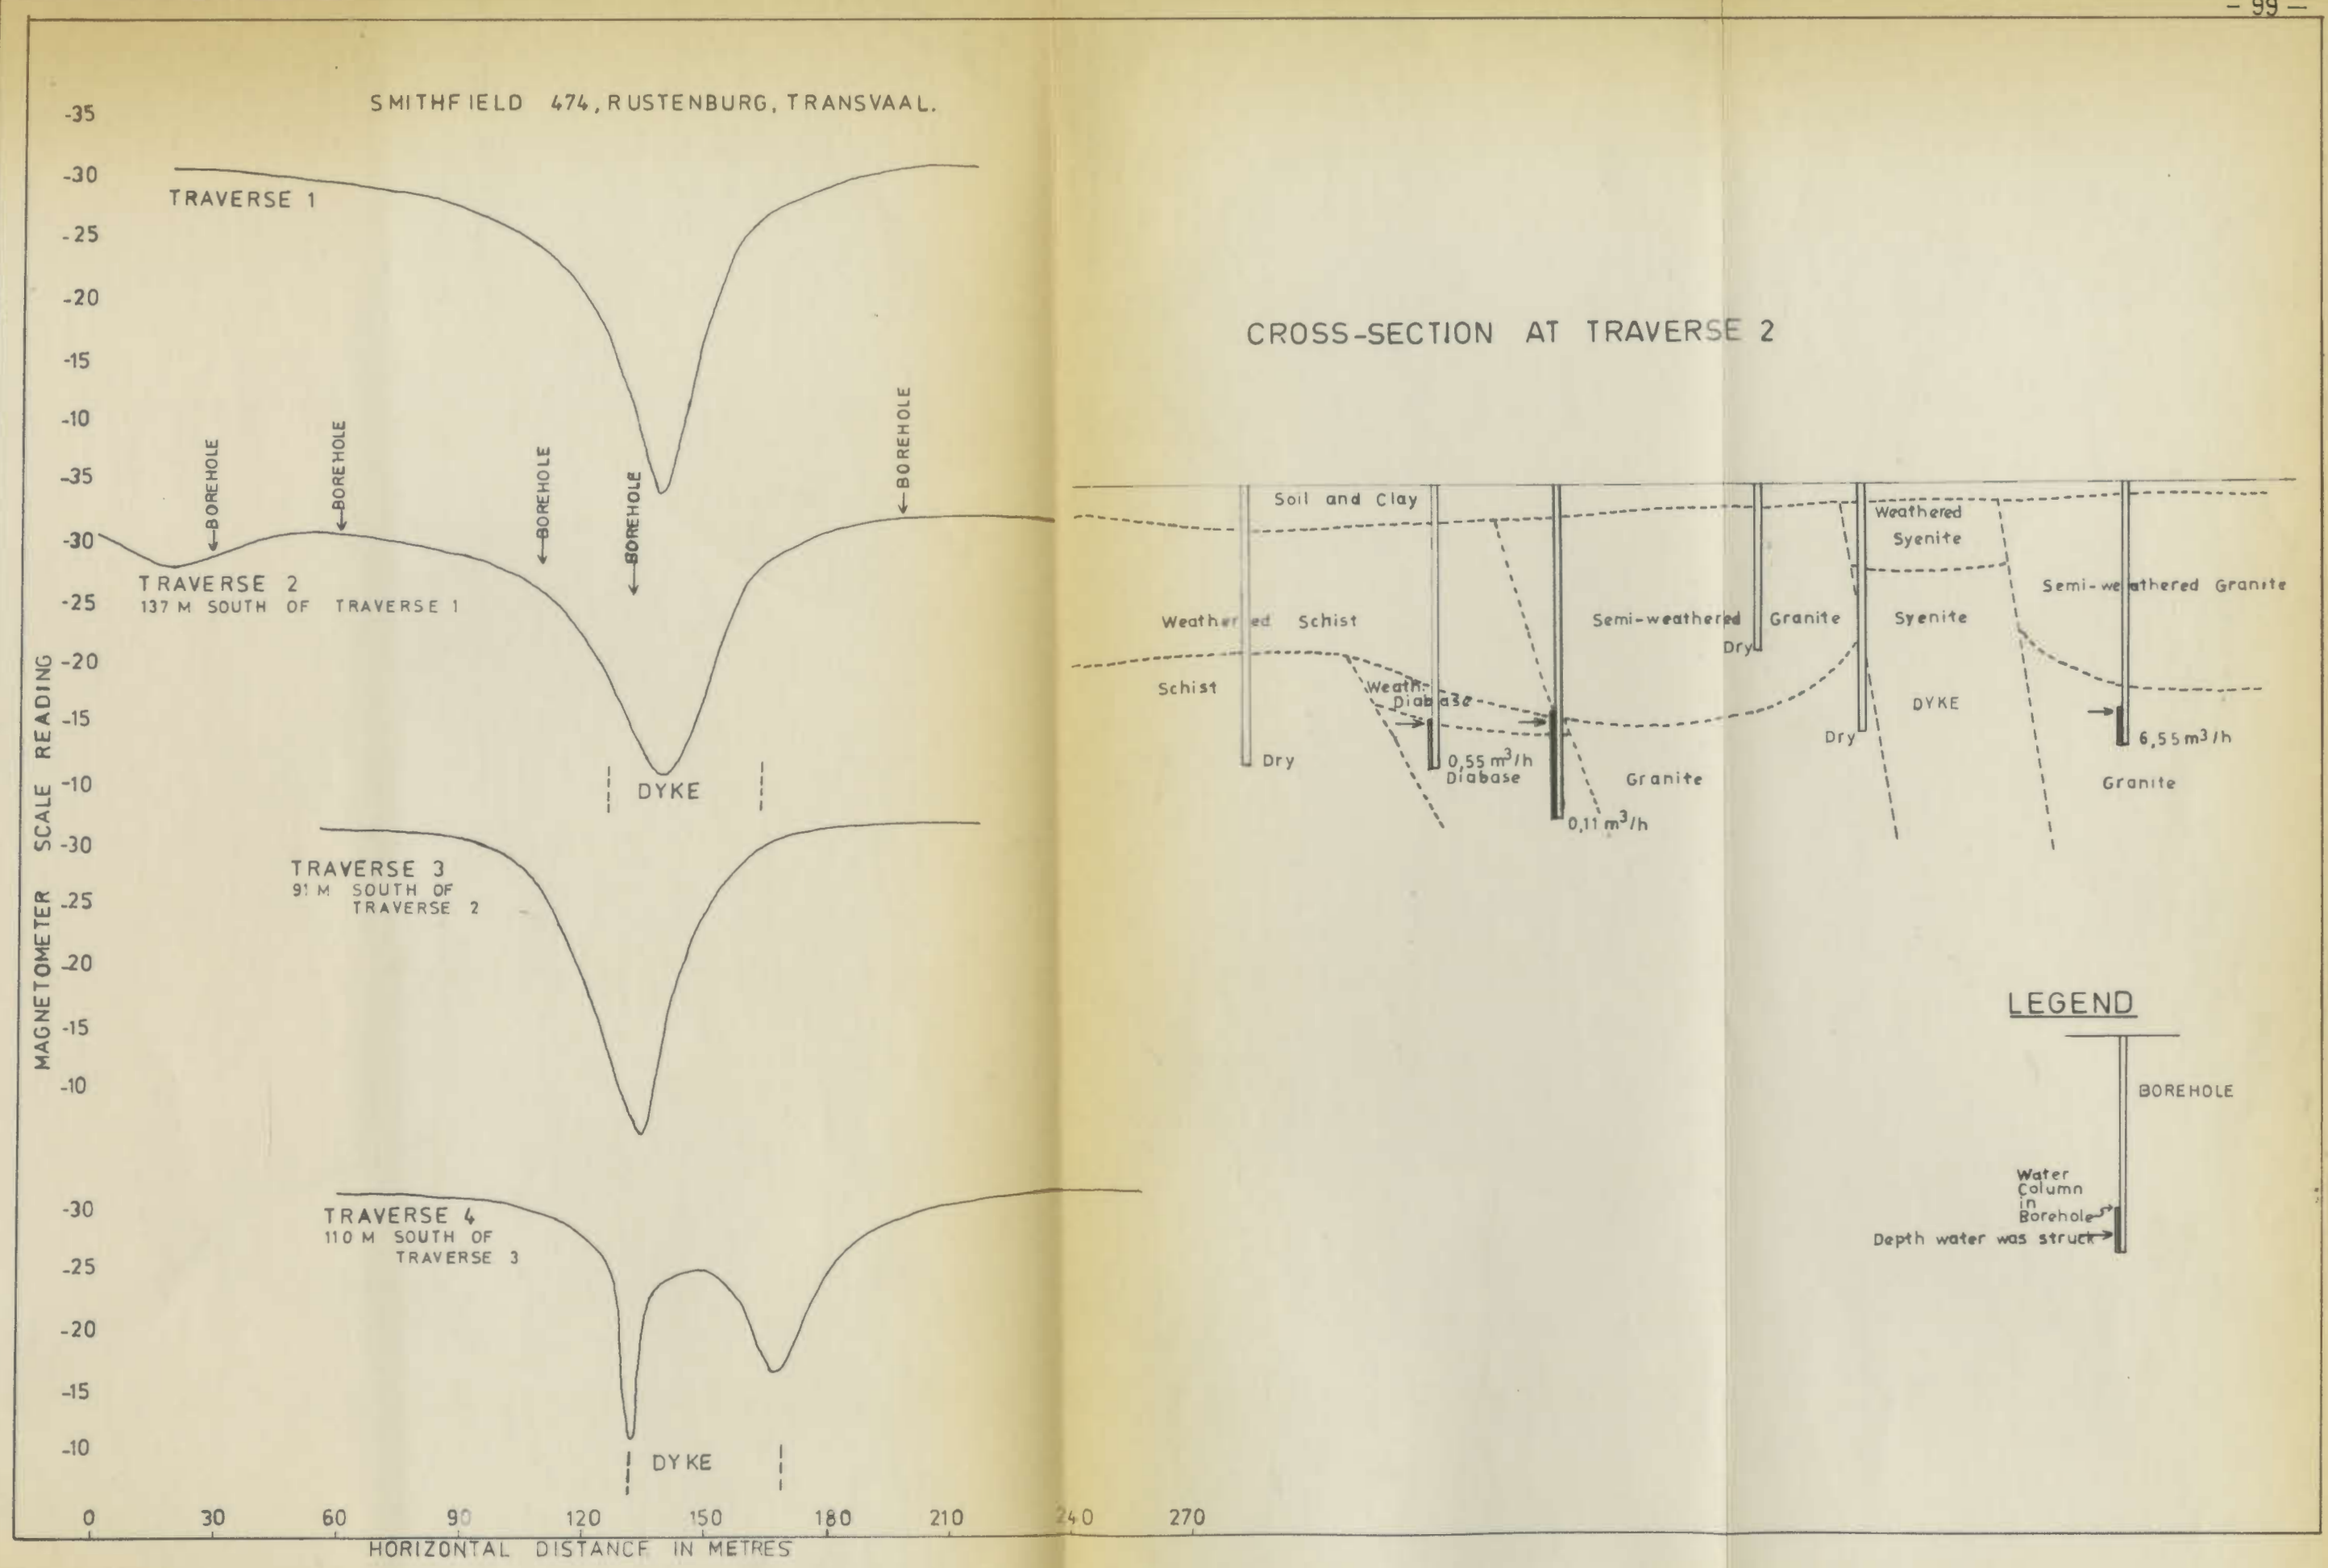 - 99 -
SMITHFIELD 474, RUSTENBURG, TRANSVAAL.
-35
-30
-25
-20
-15
-10
TRAVERSE 1
BOREHOLE
BOREHOLE
BOREHOLE
BOREHOLE
BOREHOLE
-35
-30
-25
-20
-15
-10
TRAVERSE 2
137 M SOUTH OF TRAVERSE 1
DYKE
MAGNETOMETER SCALE READING
-30
-25
-20
-15
-10
TRAVERSE 3
91 M SOUTH OF
TRAVERSE 2
-30
-25
-20
-15
-10
TRAVERSE 4
110 M SOUTH OF
TRAVERSE 3
DYKE
0 30 60 90 120 150 180 210 240 270
HORIZONTAL DISTANCE IN METRES
CROSS-SECTION AT TRAVERSE 2
Soil and Clay
Weathered Schist
Schist
Dry
Weath.
Diabase
0,55 m³/h
Diabase
0,11 m³/h
Semi-weathered Granite
Dry
Granite
Dry
Weathered
Syenite
Syenite
DYKE
Semi-weathered Granite
6,55 m³/h
Granite
LEGEND
BOREHOLE
Water
Column
in
Borehole
Depth water was struck